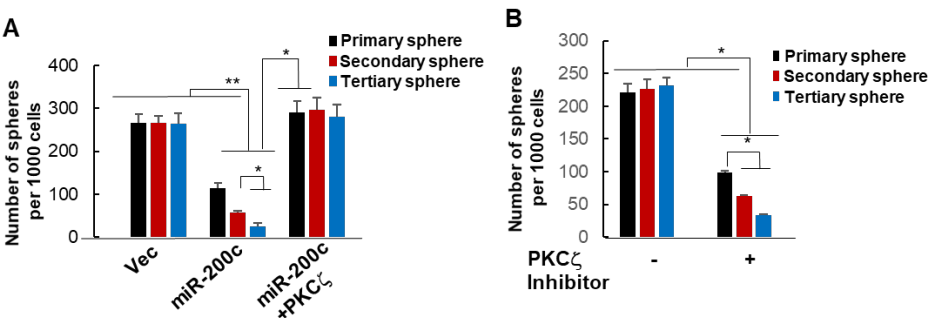 A
Number of spheres
per 1000 cells
400
300
200
100
0
**
*
*
Primary sphere
Secondary sphere
Tertiary sphere
Vec
miR-200c
miR-200c
+PKCζ
B
Number of spheres
per 1000 cells
300
250
200
150
100
50
0
*
*
Primary sphere
Secondary sphere
Tertiary sphere
PKCζ - +
Inhibitor